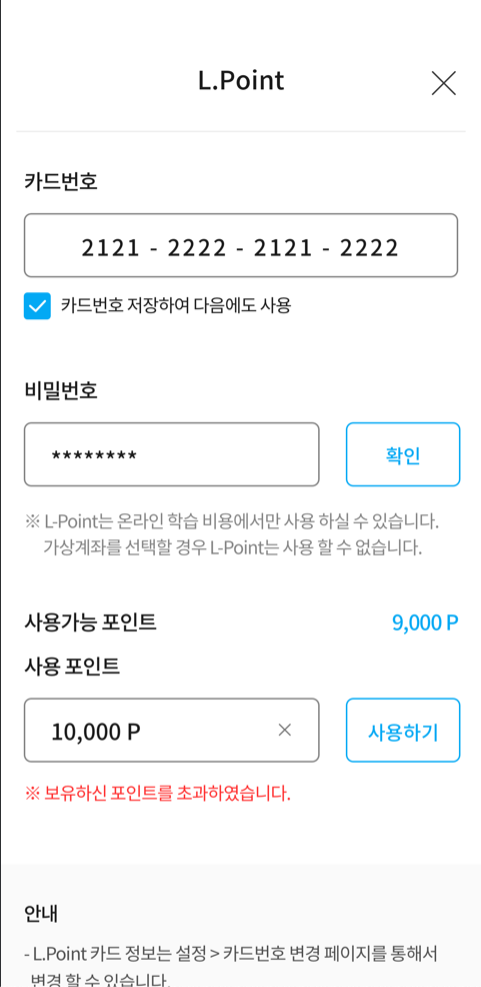 L.Point
카드번호
2121 - 2222 - 2121 - 2222
카드번호 저장하여 다음에도 사용
비밀번호
********
확인
※ L-Point는 온라인 학습 비용에서만 사용 하실 수 있습니다.
가상계좌를 선택할 경우 L-Point는 사용 할 수 없습니다.
사용가능 포인트 9,000 P
사용 포인트
10,000 P
사용하기
※ 보유하신 포인트를 초과하였습니다.
안내
- L.Point 카드 정보는 설정 > 카드번호 변경 페이지를 통해서
변경 할 수 있습니다.